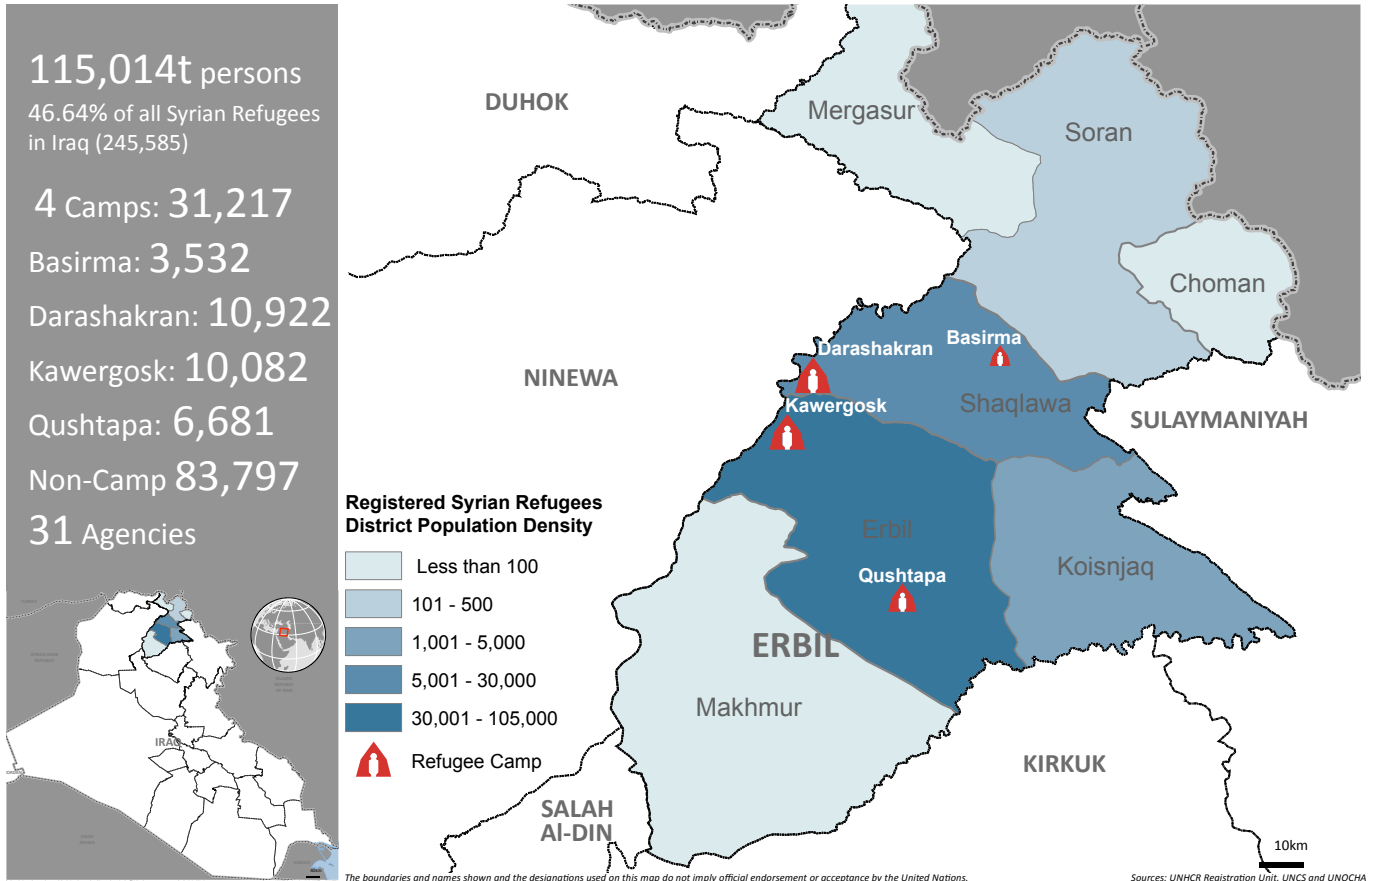 115,014t persons
46.64% of all Syrian Refugees
in Iraq (245,585)
4 Camps: 31,217
Basirma: 3,532
Darashakran: 10,922
Kawergosk: 10,082
Qushtapa: 6,681
Non-Camp 83,797
31 Agencies
IRAQ
DUHOK
Mergasur
Soran
Choman
NINEWA
Darashakran
Basirma
Kawergosk
Shaqlawa
SULAYMANIYAH
Erbil
Koisnjaq
Qushtapa
ERBIL
Makhmur
KIRKUK
SALAH
Al-DIN
Registered Syrian Refugees
District Population Density
Less than 100
101 - 500
1,001 - 5,000
5,001 - 30,000
30,001 - 105,000
Refugee Camp
10km
The boundaries and names shown and the designations used on this map do not imply official endorsement or acceptance by the United Nations.
Sources: UNHCR Registration Unit, UNCS and UNOCHA